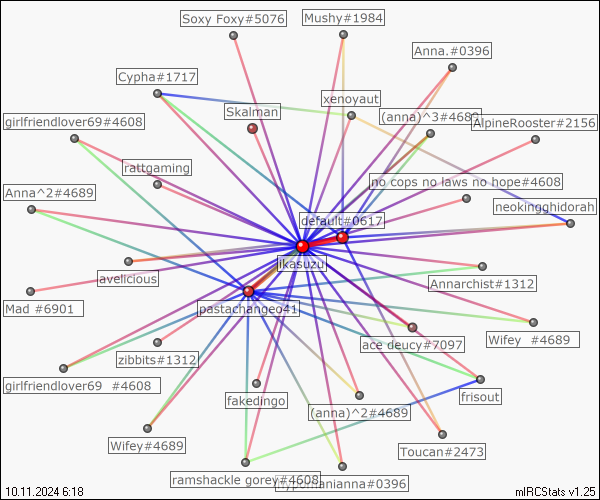 Soxy Foxy#5076
Mushy#1984
Anna.#0396
Cypha#1717
xenoyaut
Skalman
(anna)^3#4689
girlfriendlover69#4608
AlpineRooster#2156
rattgaming
no cops no laws no hope#4608
Anna^2#4689
default#0617
neokingghidorah
ikasuzu
avelicious
Annarchist#1312
Mad #6901
pastachangeo41
ace deucy#7097
Wifey #4689
zibbits#1312
girlfriendlover69 #4608
fakedingo
(anna)^2#4689
frisout
Wifey#4689
Toucan#2473
ramshackle gorey#4608
hypomanianna#0396
10.11.2024 6:18
mIRCStats v1.25